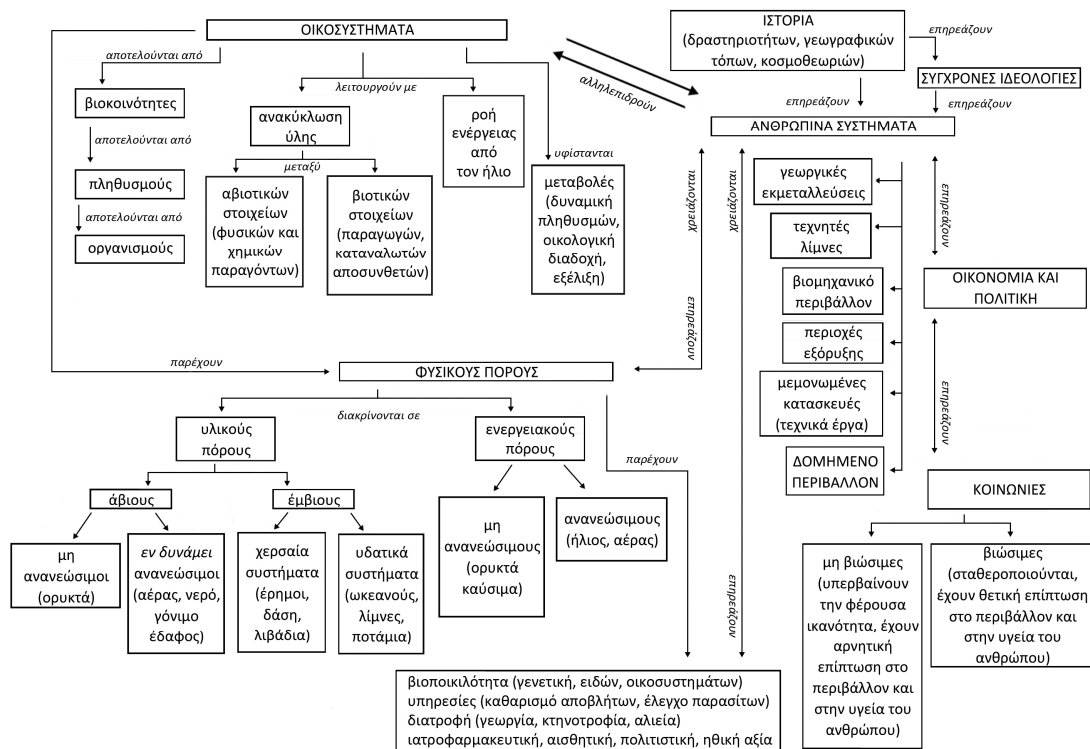 ΟΙΚΟΣΥΣΤΗΜΑΤΑ
αποτελούνται από
βιοκοινότητες
αποτελούνται από
πληθυσμούς
αποτελούνται από
οργανισμούς
λειτουργούν με
ανακύκλωση
ύλης
μεταξύ
αβιοτικών
στοιχείων
(φυσικών και
χημικών
παραγόντων)
βιοτικών
στοιχείων
(παραγωγών,
καταναλωτών
αποσυνθετών)
ροή
ενέργειας
από
τον ήλιο
υφίστανται
μεταβολές
(δυναμική
πληθυσμών,
οικολογική
διαδοχή,
εξέλιξη)
αλληλεπιδρούν
ΙΣΤΟΡΙΑ
(δραστηριοτήτων, γεωγραφικών
τόπων, κοσμοθεωριών)
επηρεάζουν
ΣΥΓΧΡΟΝΕΣ ΙΔΕΟΛΟΓΙΕΣ
επηρεάζουν
επηρεάζουν
ΑΝΘΡΩΠΙΝΑ ΣΥΣΤΗΜΑΤΑ
χρειάζονται
επηρεάζουν
χρειάζονται
επηρεάζουν
γεωργικές
εκμεταλλεύσεις
τεχνητές
λίμνες
βιομηχανικό
περιβάλλον
περιοχές
εξόρυξης
μεμονωμένες
κατασκευές
(τεχνικά έργα)
ΔΟΜΗΜΕΝΟ
ΠΕΡΙΒΑΛΛΟΝ
επηρεάζουν
ΟΙΚΟΝΟΜΙΑ ΚΑΙ
ΠΟΛΙΤΙΚΗ
επηρεάζουν
ΚΟΙΝΩΝΙΕΣ
μη βιώσιμες
(υπερβαίνουν
την φέρουσα
ικανότητα, έχουν
αρνητική
επίπτωση στο
περιβάλλον και
στην υγεία του
ανθρώπου)
βιώσιμες
(σταθεροποιούνται,
έχουν θετική επίπτωση
στο περιβάλλον και
στην υγεία του
ανθρώπου)
παρέχουν
ΦΥΣΙΚΟΥΣ ΠΟΡΟΥΣ
διακρίνονται σε
υλικούς
πόρους
άβιους
μη
ανανεώσιμοι
(ορυκτά)
εν δυνάμει
ανανεώσιμοι
(αέρας, νερό,
γόνιμο
έδαφος)
έμβιους
χερσαία
συστήματα
(έρημοι,
δάση,
λιβάδια)
υδατικά
συστήματα
(ωκεανούς,
λίμνες,
ποτάμια)
ενεργειακούς
πόρους
μη
ανανεώσιμους
(ορυκτά
καύσιμα)
ανανεώσιμους
(ήλιος, αέρας)
παρέχουν
βιοποικιλότητα (γενετική, ειδών, οικοσυστημάτων)
υπηρεσίες (καθαρισμό αποβλήτων, έλεγχο παρασίτων)
διατροφή (γεωργία, κτηνοτροφία, αλιεία)
ιατροφαρμακευτική, αισθητική, πολιτιστική, ηθική αξία